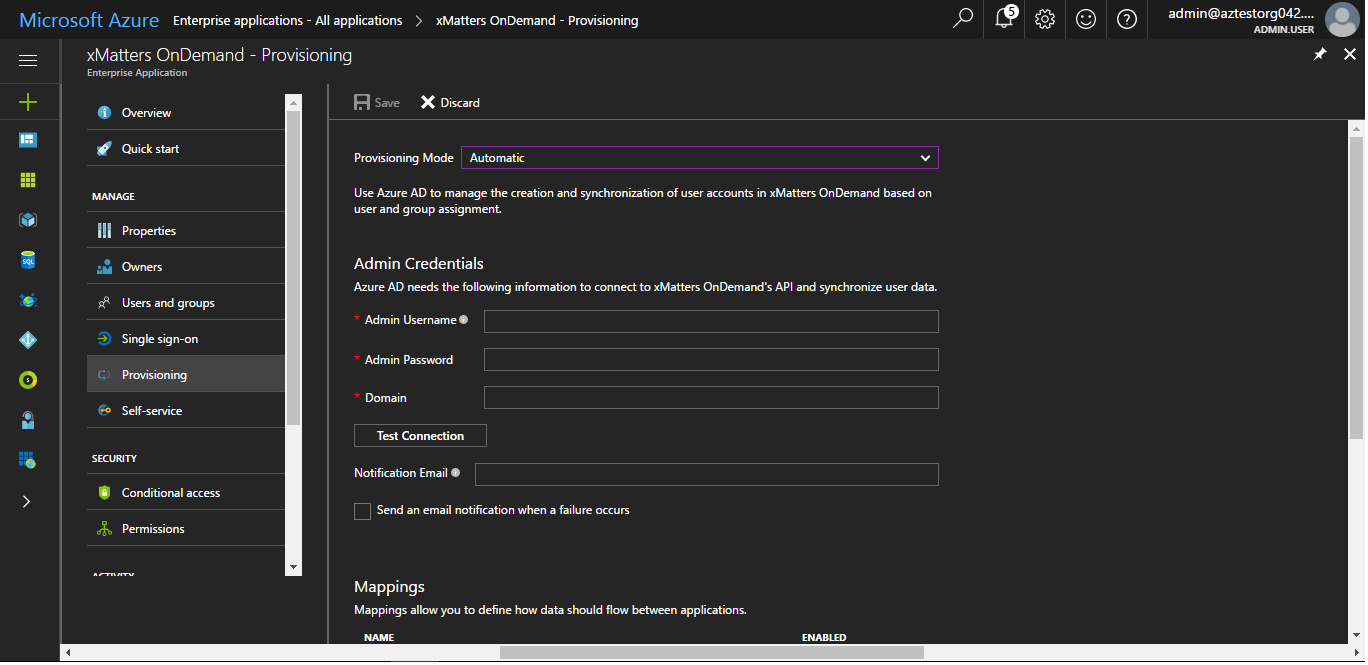 Microsoft Azure Enterprise applications - All applications > xMatters OnDemand - Provisioning
5
admin@aztestorg042....
ADMIN.USER
xMatters OnDemand - Provisioning
Enterprise Application
Overview
Quick start
MANAGE
Properties
Owners
Users and groups
Single sign-on
Provisioning
Self-service
SECURITY
Conditional access
Permissions
ACTIVITY
SQL
Save Discard
Provisioning Mode Automatic
Use Azure AD to manage the creation and synchronization of user accounts in xMatters OnDemand based on
user and group assignment.
Admin Credentials
Azure AD needs the following information to connect to xMatters OnDemand's API and synchronize user data.
* Admin Username
* Admin Password
* Domain
Test Connection
Notification Email
Send an email notification when a failure occurs
Mappings
Mappings allow you to define how data should flow between applications.
NAME ENABLED